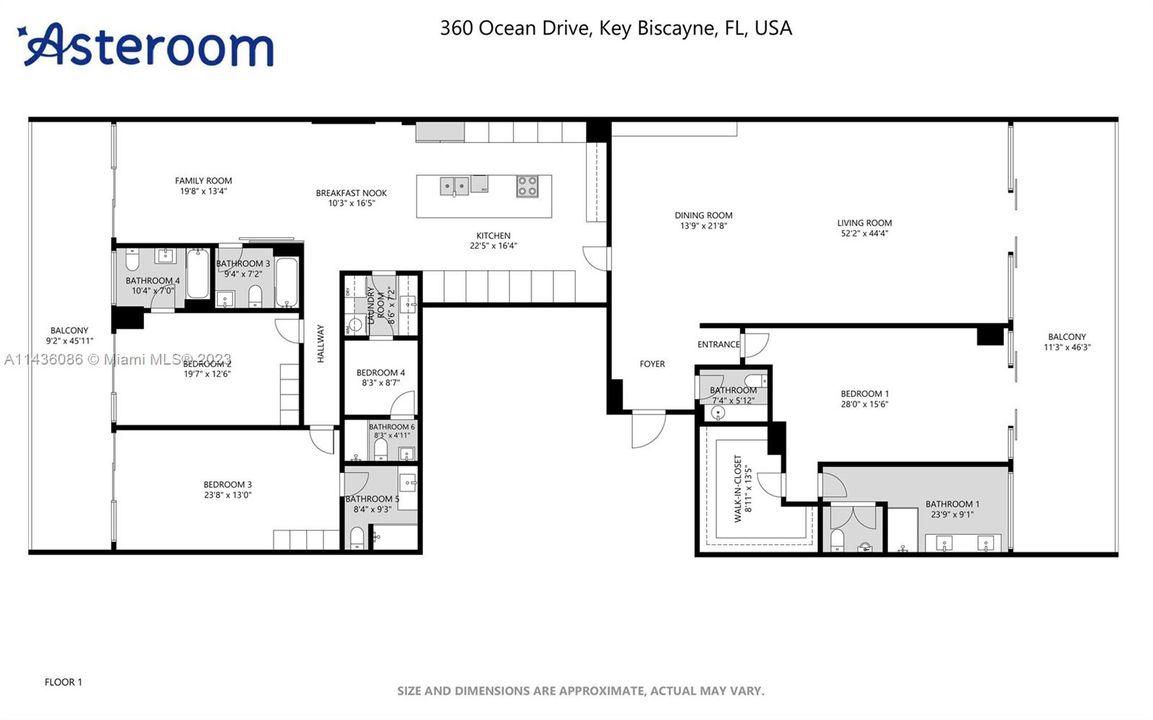 Asteroom
360 Ocean Drive, Key Biscayne, FL, USA
FAMILY ROOM
19'8" x 13'4"
BREAKFAST NOOK
10'3" x 16'5"
KITCHEN
22'5" x 16'4"
DINING ROOM
13'9" x 21'8"
LIVING ROOM
52'2" x 44'4"
BATHROOM 4
10'4" x 7'0"
BATHROOM 3
9'4" x 7'2"
DRY
WM
LAUNDRY
ROOM
8'6" x 7'2"
BALCONY
9'2" x 45'11"
HALLWAY
A11436086 © Miami MLS® 2023
BEDROOM 2
19'7" x 12'6"
BEDROOM 4
8'3" x 8'7"
FOYER
ENTRANCE
BATHROOM
7'4" x 5'12"
BEDROOM 1
28'0" x 15'6"
BALCONY
11'3" x 46'3"
BATHROOM 6
8'3" x 4'11"
BEDROOM 3
23'8" x 13'0"
BATHROOM 5
8'4" x 9'3"
WALK-IN-CLOSET
8'11" x 13'5"
BATHROOM 1
23'9" x 9'1"
FLOOR 1
SIZE AND DIMENSIONS ARE APPROXIMATE, ACTUAL MAY VARY.